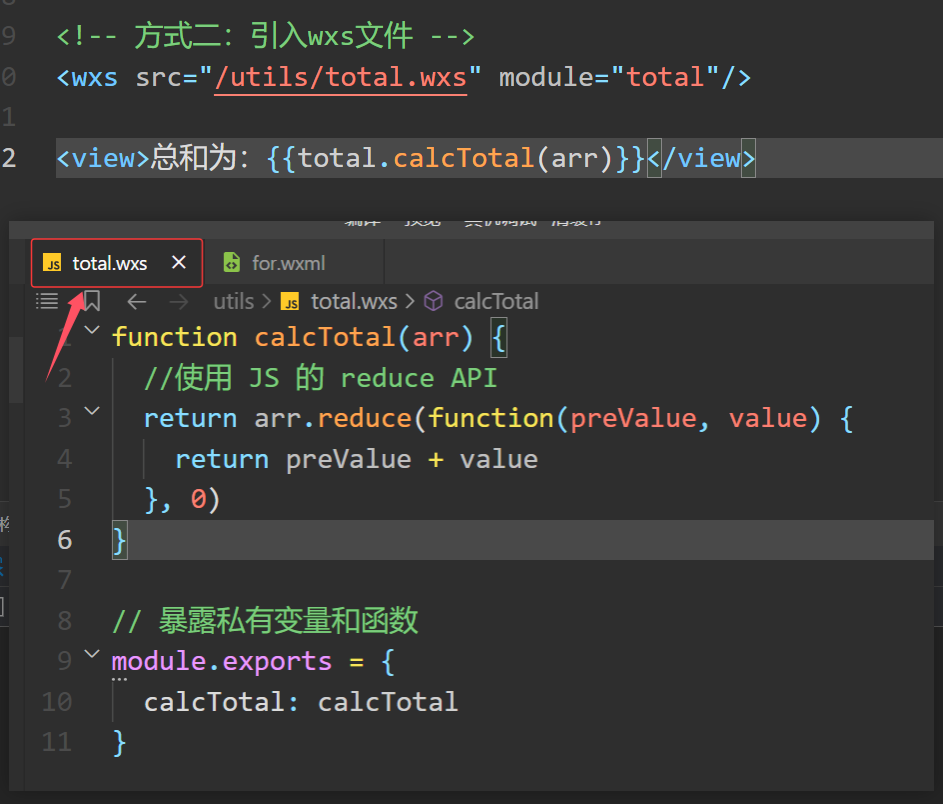 9 <!-- 方式二：引入wxs文件 -->
0 <wxs src="/utils/total.wxs" module="total"/>
1
2 <view>总和为：{{total.calcTotal(arr)}}</view>
total.wxs × for.wxml
utils > JS total.wxs > calcTotal
1 function calcTotal(arr) {
2 //使用 JS 的 reduce API
3 return arr.reduce(function(preValue, value) {
4 return preValue + value
5 }, 0)
6 }
7
8 // 暴露私有变量和函数
9 module.exports = {
10 calcTotal: calcTotal
11 }